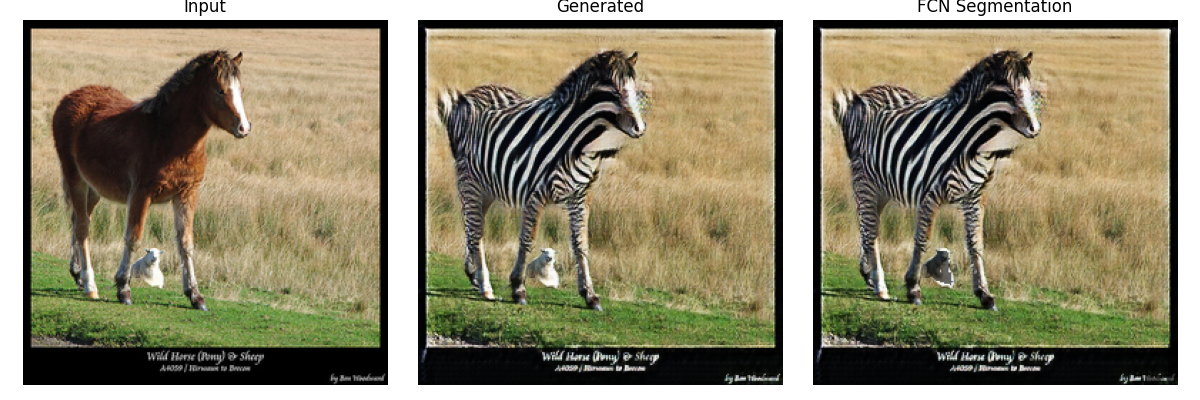 Input Generated FCN Segmentation
Wild Horse (Pony) & Sheep Wild Horse (Pony) & Sheep Wild Horse (Pony) & Sheep
A4059 / Hirwaun to Brecon A4059 / Hirwaun to Brecon A4059 / Hirwaun to Brecon
by Ben Woodward by Ben Woodward by Ben Woodward